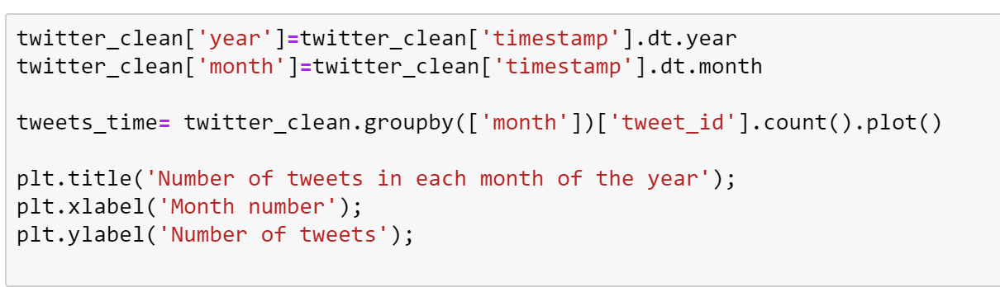 twitter_clean['year']=twitter_clean['timestamp'].dt.year
twitter_clean['month']=twitter_clean['timestamp'].dt.month
tweets_time= twitter_clean.groupby(['month'])['tweet_id'].count().plot()
plt.title('Number of tweets in each month of the year');
plt.xlabel('Month number');
plt.ylabel('Number of tweets');